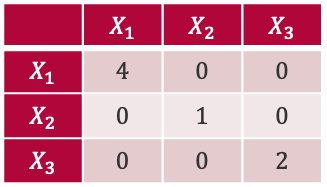 X₁ X₂ X₃
X₁ 4 0 0
X₂ 0 1 0
X₃ 0 0 2